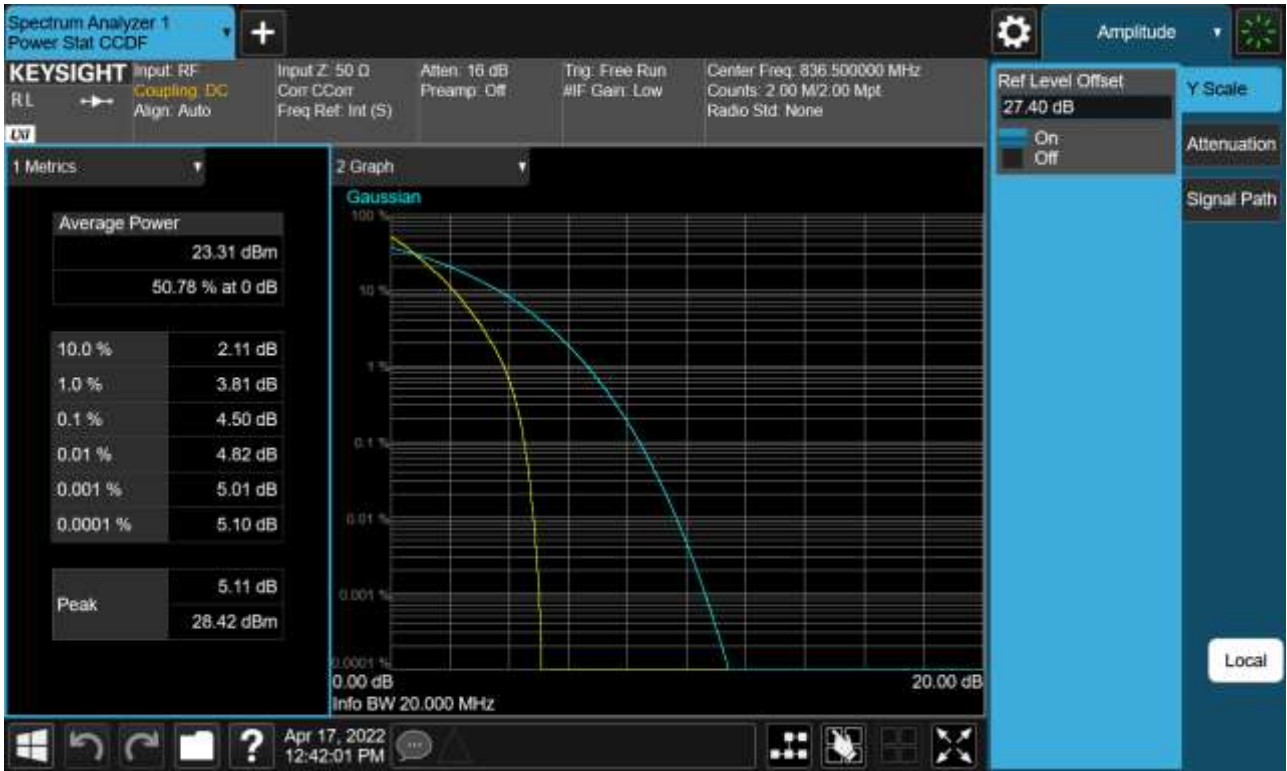 Spectrum Analyzer 1
Power Stat CCDF
Amplitude
KEYSIGHT
RL
LXI
Input: RF
Coupling: DC
Align: Auto
Input Z: 50 Ω
Corr CCorr
Freq Ref: Int (S)
Atten: 16 dB
Preamp: Off
Trig: Free Run
#IF Gain: Low
Center Freq: 836.500000 MHz
Counts: 2.00 M/2.00 Mpt
Radio Std: None
Ref Level Offset
27.40 dB
On
Off
Y Scale
Attenuation
Signal Path
1 Metrics
Average Power
23.31 dBm
50.78 % at 0 dB
10.0 % 2.11 dB
1.0 % 3.81 dB
0.1 % 4.50 dB
0.01 % 4.82 dB
0.001 % 5.01 dB
0.0001 % 5.10 dB
Peak
5.11 dB
28.42 dBm
2 Graph
Gaussian
100 %
10 %
1 %
0.1 %
0.01 %
0.001 %
0.0001 %
0.00 dB 20.00 dB
Info BW 20.000 MHz
Local
?
Apr 17, 2022
12:42:01 PM